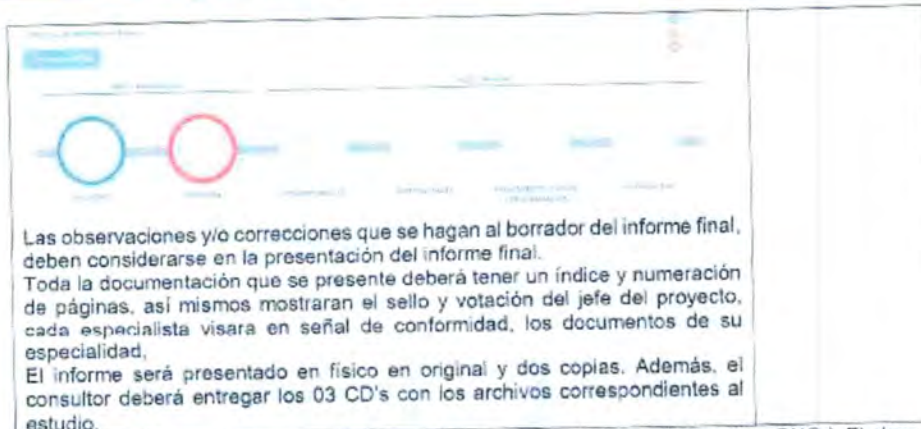 Las observaciones y/o correcciones que se hagan al borrador del informe final,
deben considerarse en la presentación del informe final.
Toda la documentación que se presente deberá tener un índice y numeración
de páginas, así mismos mostraran el sello y votación del jefe del proyecto,
cada especialista visara en señal de conformidad, los documentos de su
especialidad,
El informe será presentado en físico en original y dos copias. Además, el
consultor deberá entregar los 03 CD's con los archivos correspondientes al
estudio.